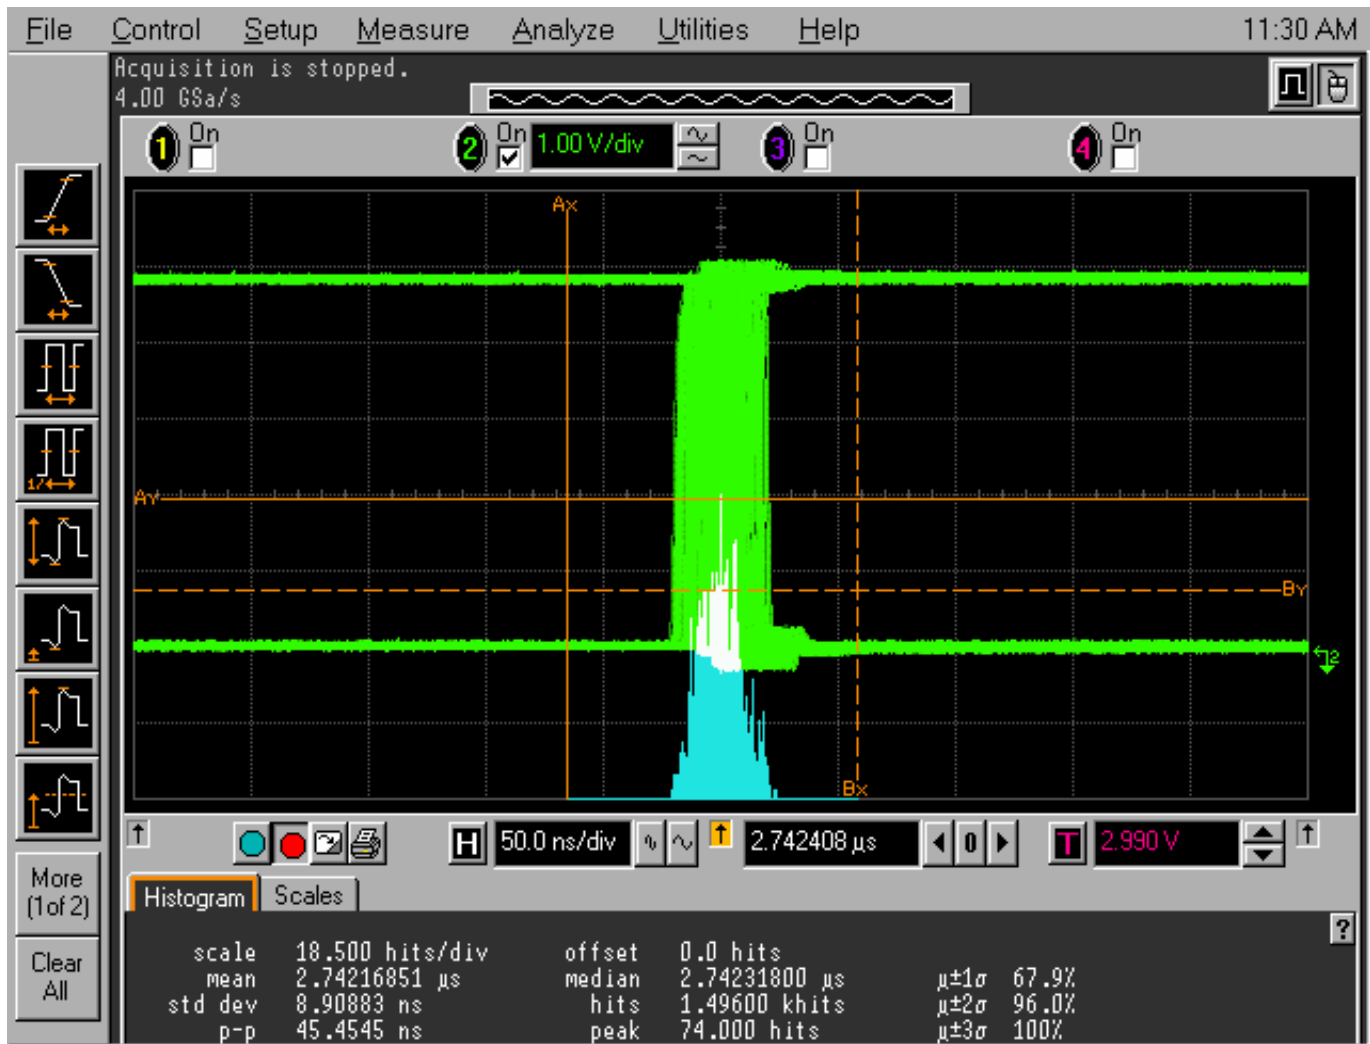 File Control Setup Measure Analyze Utilities Help 11:30 AM
Acquisition is stopped.
4.00 GSa/s
1 On 2 On 1.00 V/div 3 On 4 On
Ax
Ay
By
Bx
2
1/
More
(1of 2)
Clear
All
H 50.0 ns/div 2.742408 µs 0 T 2.990 V
Histogram Scales
?
scale 18.500 hits/div offset 0.0 hits
mean 2.74216851 µs median 2.74231800 µs µ±1σ 67.9%
std dev 8.90883 ns hits 1.49600 khits µ±2σ 96.0%
p-p 45.4545 ns peak 74.000 hits µ±3σ 100%